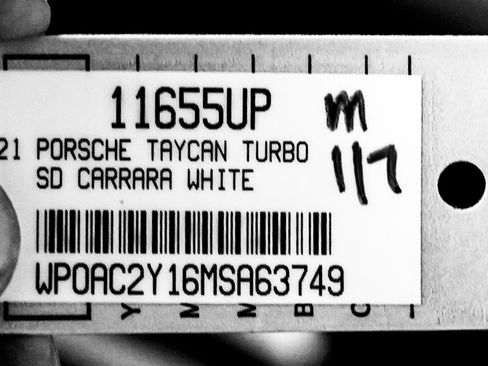 11655UP
m
21 PORSCHE TAYCAN TURBO
1/7
SD CARRARA WHITE
WP0AC2Y16MSA63749
Y M M B C